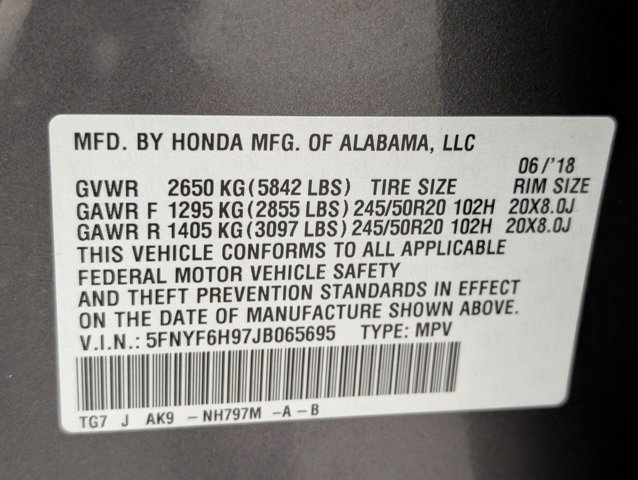 MFD. BY HONDA MFG. OF ALABAMA, LLC
06/'18
GVWR 2650 KG (5842 LBS) TIRE SIZE RIM SIZE
GAWR F 1295 KG (2855 LBS) 245/50R20 102H 20X8.0J
GAWR R 1405 KG (3097 LBS) 245/50R20 102H 20X8.0J
THIS VEHICLE CONFORMS TO ALL APPLICABLE
FEDERAL MOTOR VEHICLE SAFETY
AND THEFT PREVENTION STANDARDS IN EFFECT
ON THE DATE OF MANUFACTURE SHOWN ABOVE.
V.I.N.: 5FNYF6H97JB065695 TYPE: MPV
TG7 J AK9 -NH797M -A-B